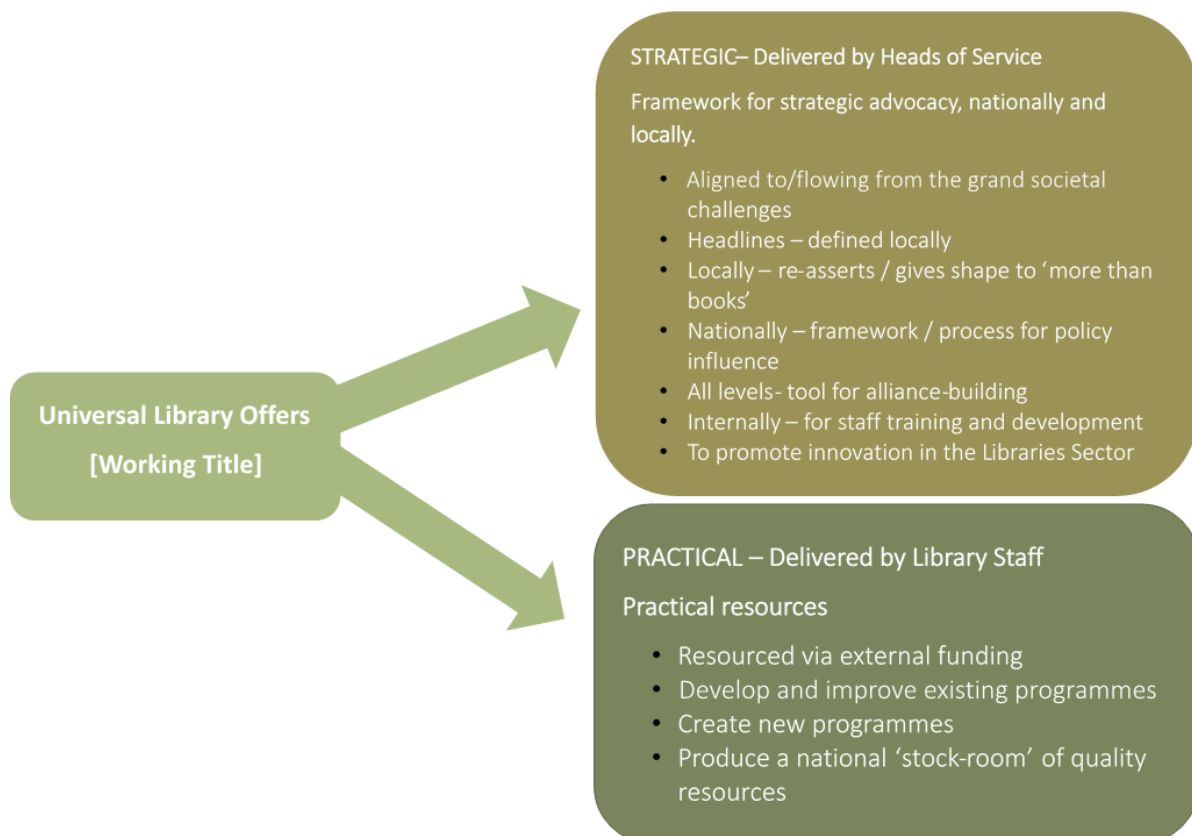 Universal Library Offers
[Working Title]
STRATEGIC– Delivered by Heads of Service
Framework for strategic advocacy, nationally and
locally.
• Aligned to/flowing from the grand societal
challenges
• Headlines – defined locally
• Locally – re-asserts / gives shape to ‘more than
books’
• Nationally – framework / process for policy
influence
• All levels- tool for alliance-building
• Internally – for staff training and development
• To promote innovation in the Libraries Sector
PRACTICAL – Delivered by Library Staff
Practical resources
• Resourced via external funding
• Develop and improve existing programmes
• Create new programmes
• Produce a national ‘stock-room’ of quality
resources